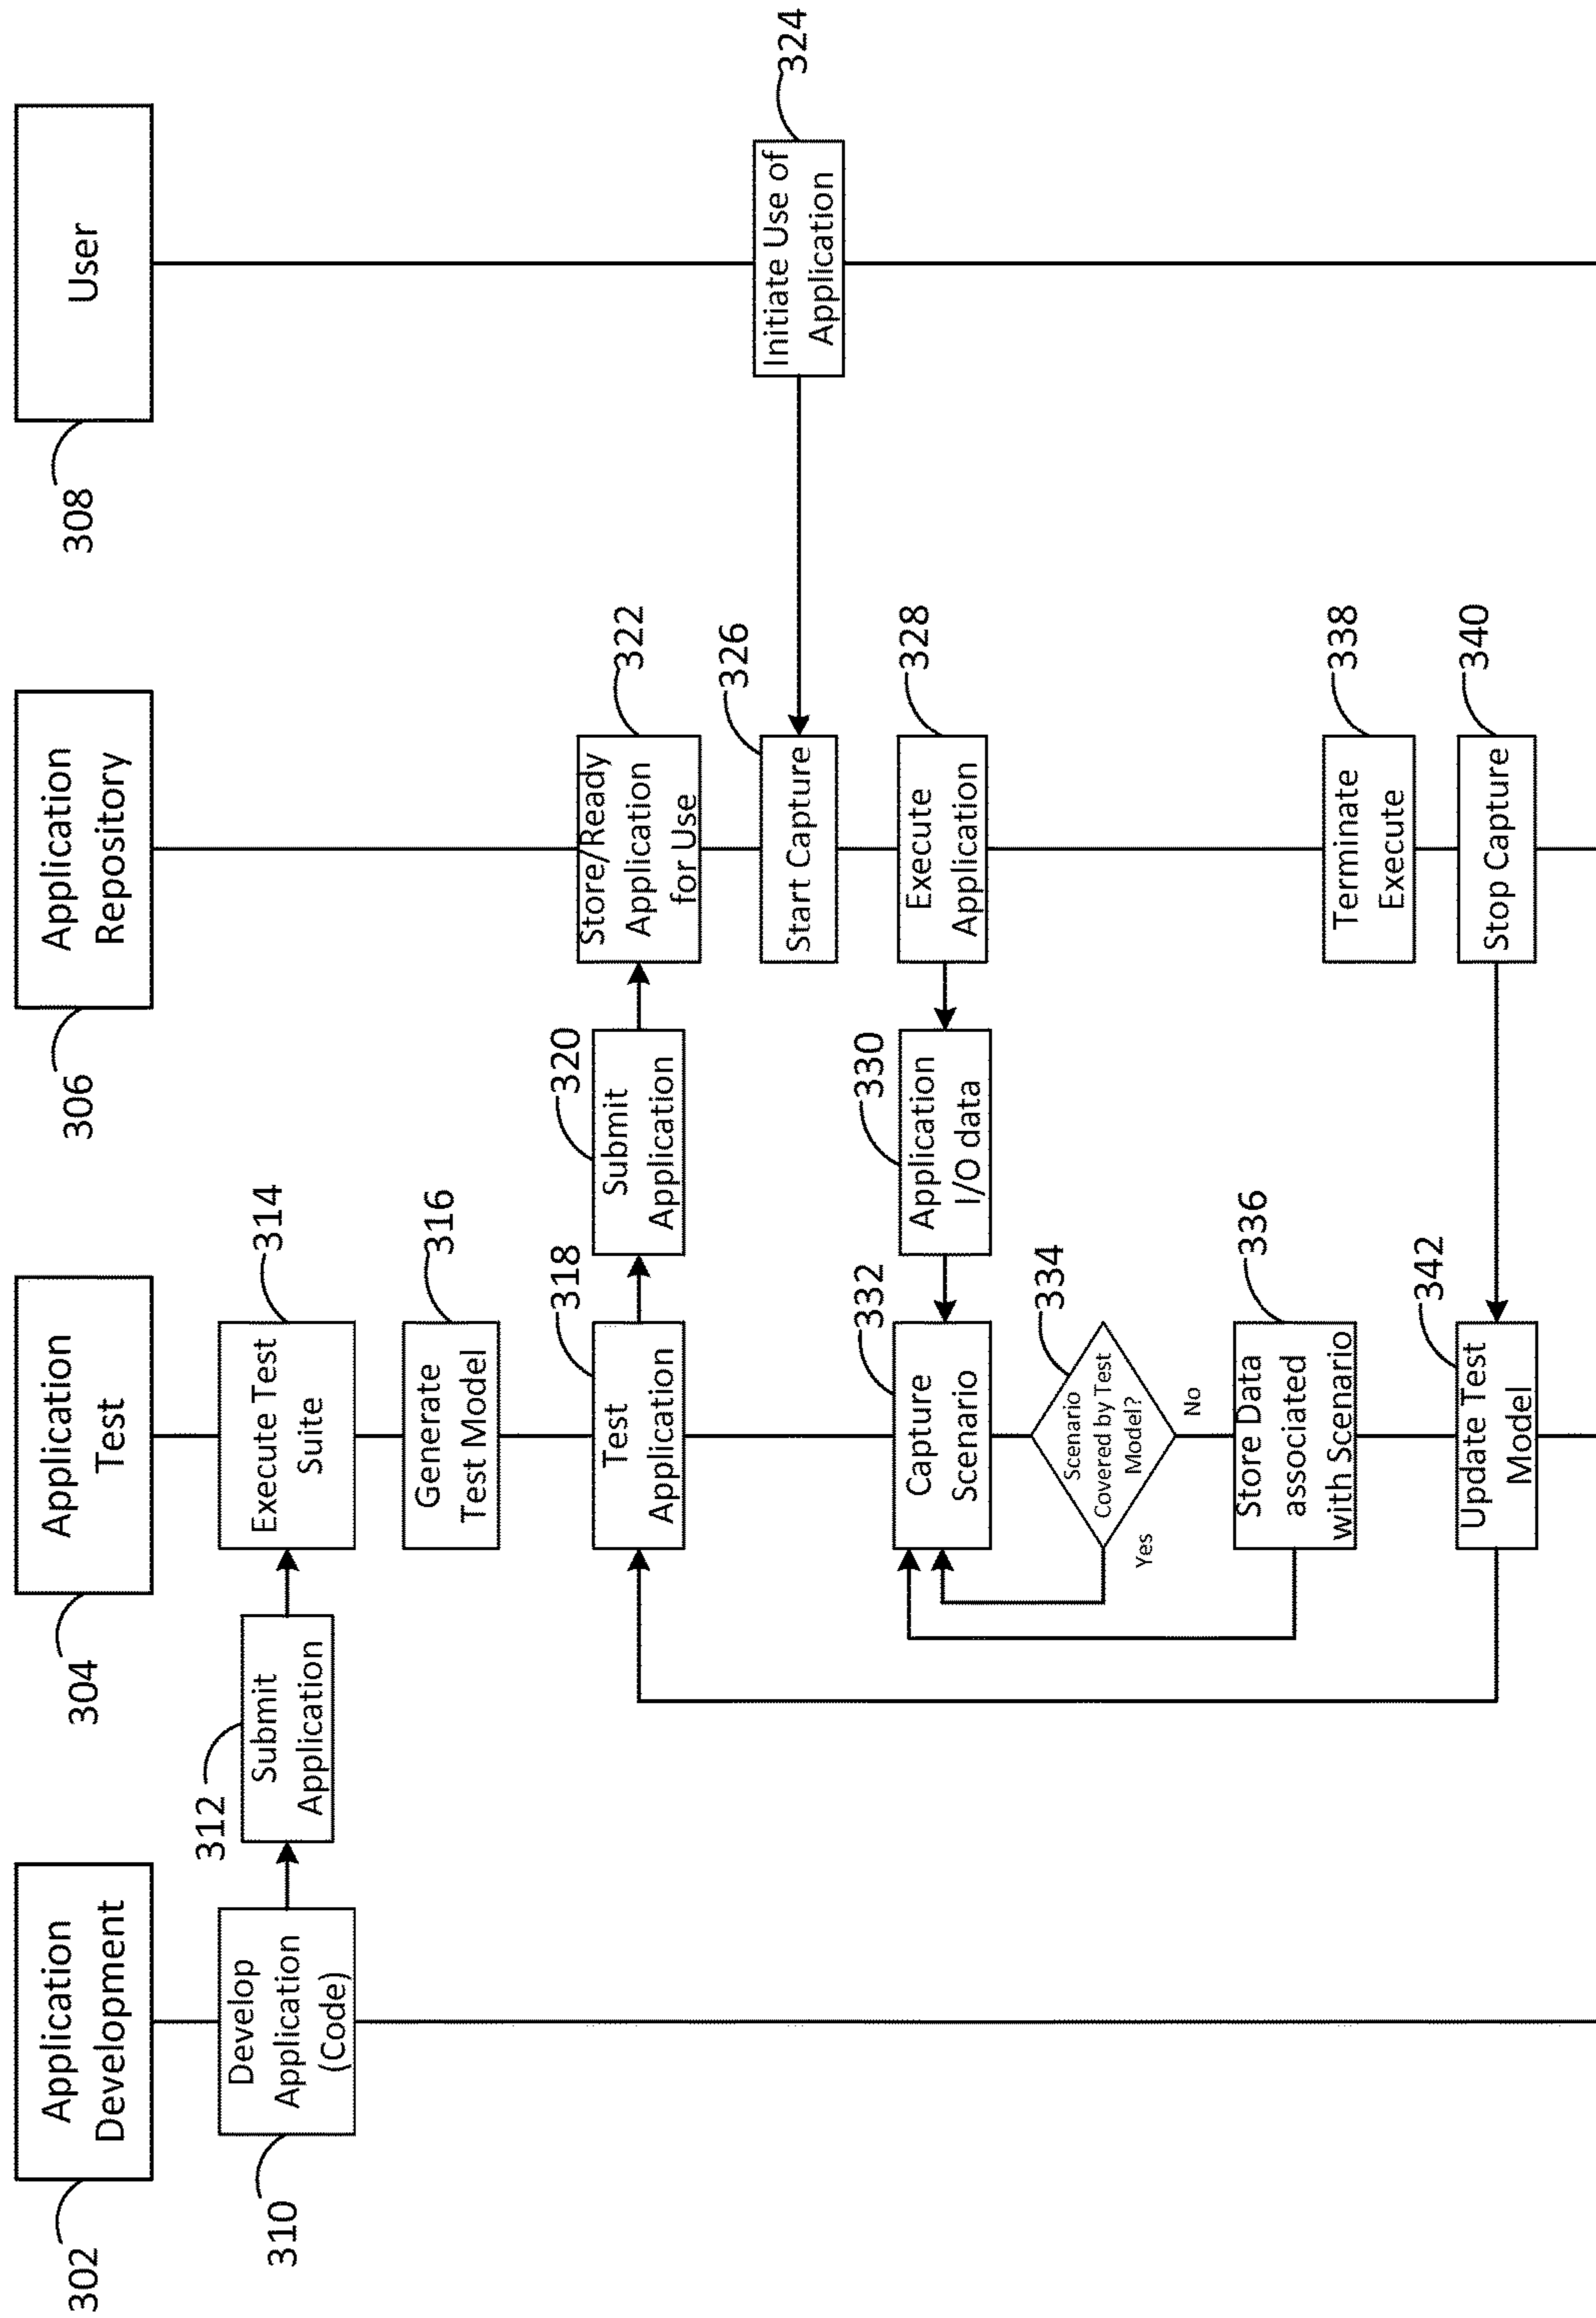 302
Application
Development
304
Application
Test
306
Application
Repository
308
User
310
Develop
Application
(Code)
312
Submit
Application
314
Execute Test
Suite
316
Generate
Test Model
318
Test
Application
320
Submit
Application
322
Store/Ready
Application
for Use
324
Initiate Use of
Application
326
Start Capture
328
Execute
Application
330
Application
I/O data
332
Capture
Scenario
334
Scenario
Covered by Test
Model?
Yes
No
336
Store Data
associated
with Scenario
338
Terminate
Execute
340
Stop Capture
342
Update Test
Model